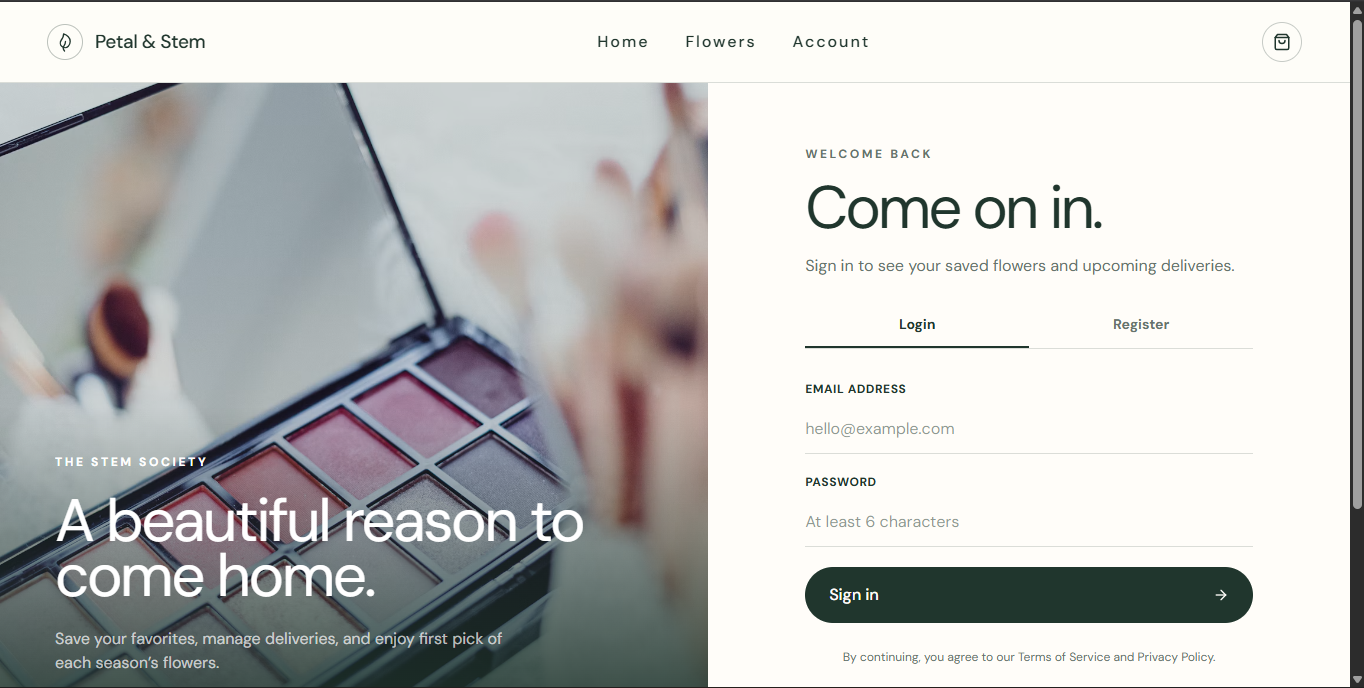 Petal & Stem
Home Flowers Account
THE STEM SOCIETY
A beautiful reason to
come home.
Save your favorites, manage deliveries, and enjoy first pick of
each season’s flowers.
WELCOME BACK
Come on in.
Sign in to see your saved flowers and upcoming deliveries.
Login Register
EMAIL ADDRESS
hello@example.com
PASSWORD
At least 6 characters
Sign in
By continuing, you agree to our Terms of Service and Privacy Policy.